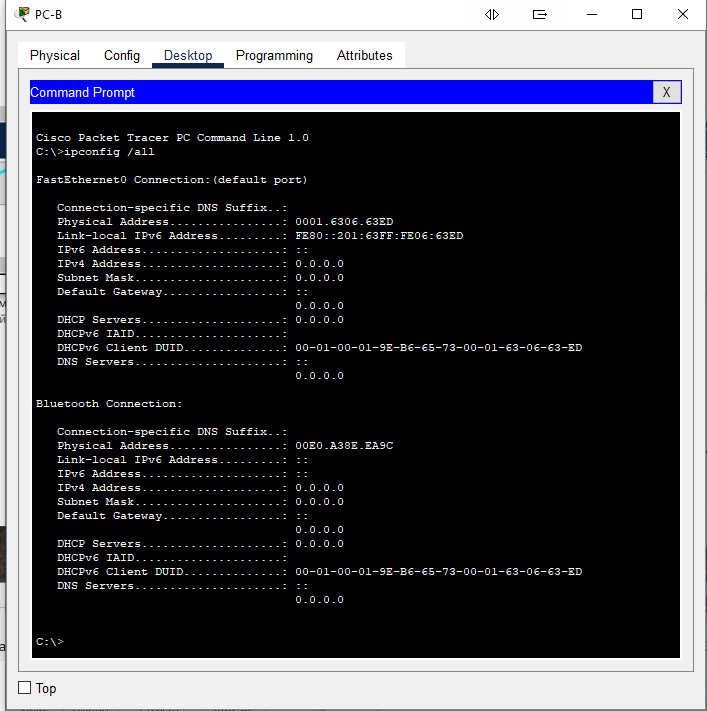 PC-B
Physical Config Desktop Programming Attributes
Command Prompt X
Cisco Packet Tracer PC Command Line 1.0
C:\>ipconfig /all
FastEthernet0 Connection:(default port)
Connection-specific DNS Suffix..:
Physical Address................: 0001.6306.63ED
Link-local IPv6 Address.........: FE80::201:63FF:FE06:63ED
IPv6 Address....................: ::
IPv4 Address....................: 0.0.0.0
Subnet Mask.....................: 0.0.0.0
Default Gateway.................: ::
0.0.0.0
DHCP Servers....................: 0.0.0.0
DHCPv6 IAID.....................:
DHCPv6 Client DUID..............: 00-01-00-01-9E-B6-65-73-00-01-63-06-63-ED
DNS Servers.....................: ::
0.0.0.0
Bluetooth Connection:
Connection-specific DNS Suffix..:
Physical Address................: 00E0.A38E.EA9C
Link-local IPv6 Address.........: ::
IPv6 Address....................: ::
IPv4 Address....................: 0.0.0.0
Subnet Mask.....................: 0.0.0.0
Default Gateway.................: ::
0.0.0.0
DHCP Servers....................: 0.0.0.0
DHCPv6 IAID.....................:
DHCPv6 Client DUID..............: 00-01-00-01-9E-B6-65-73-00-01-63-06-63-ED
DNS Servers.....................: ::
0.0.0.0
C:\>
Top